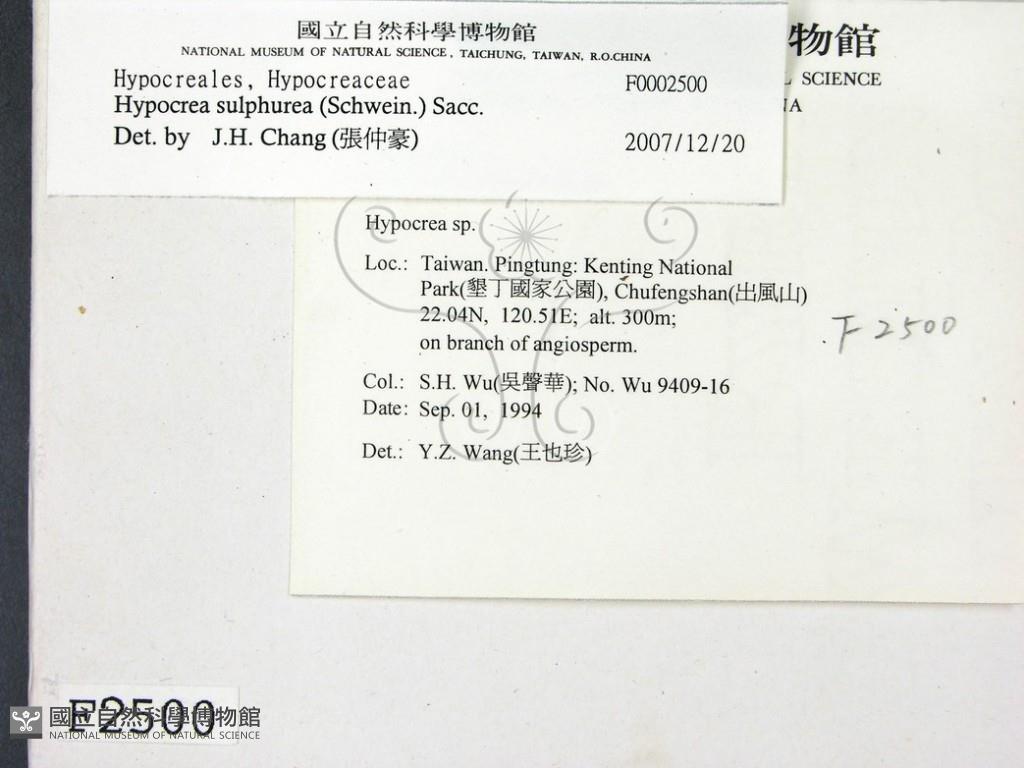 國立自然科學博物館
NATIONAL MUSEUM OF NATURAL SCIENCE, TAICHUNG, TAIWAN, R.O.CHINA
Hypocreales, Hypocreaceae F0002500
Hypocrea sulphurea (Schwein.) Sacc.
Det. by J.H. Chang (張仲豪) 2007/12/20
物館
SCIENCE
Hypocrea sp.
Loc.: Taiwan. Pingtung: Kenting National
Park(墾丁國家公園), Chufengshan(出風山)
22.04N, 120.51E; alt. 300m;
on branch of angiosperm.
F2500
Col.: S.H. Wu(吳聲華); No. Wu 9409-16
Date: Sep. 01, 1994
Det.: Y.Z. Wang(王也珍)
F2500
國立自然科學博物館
NATIONAL MUSEUM OF NATURAL SCIENCE